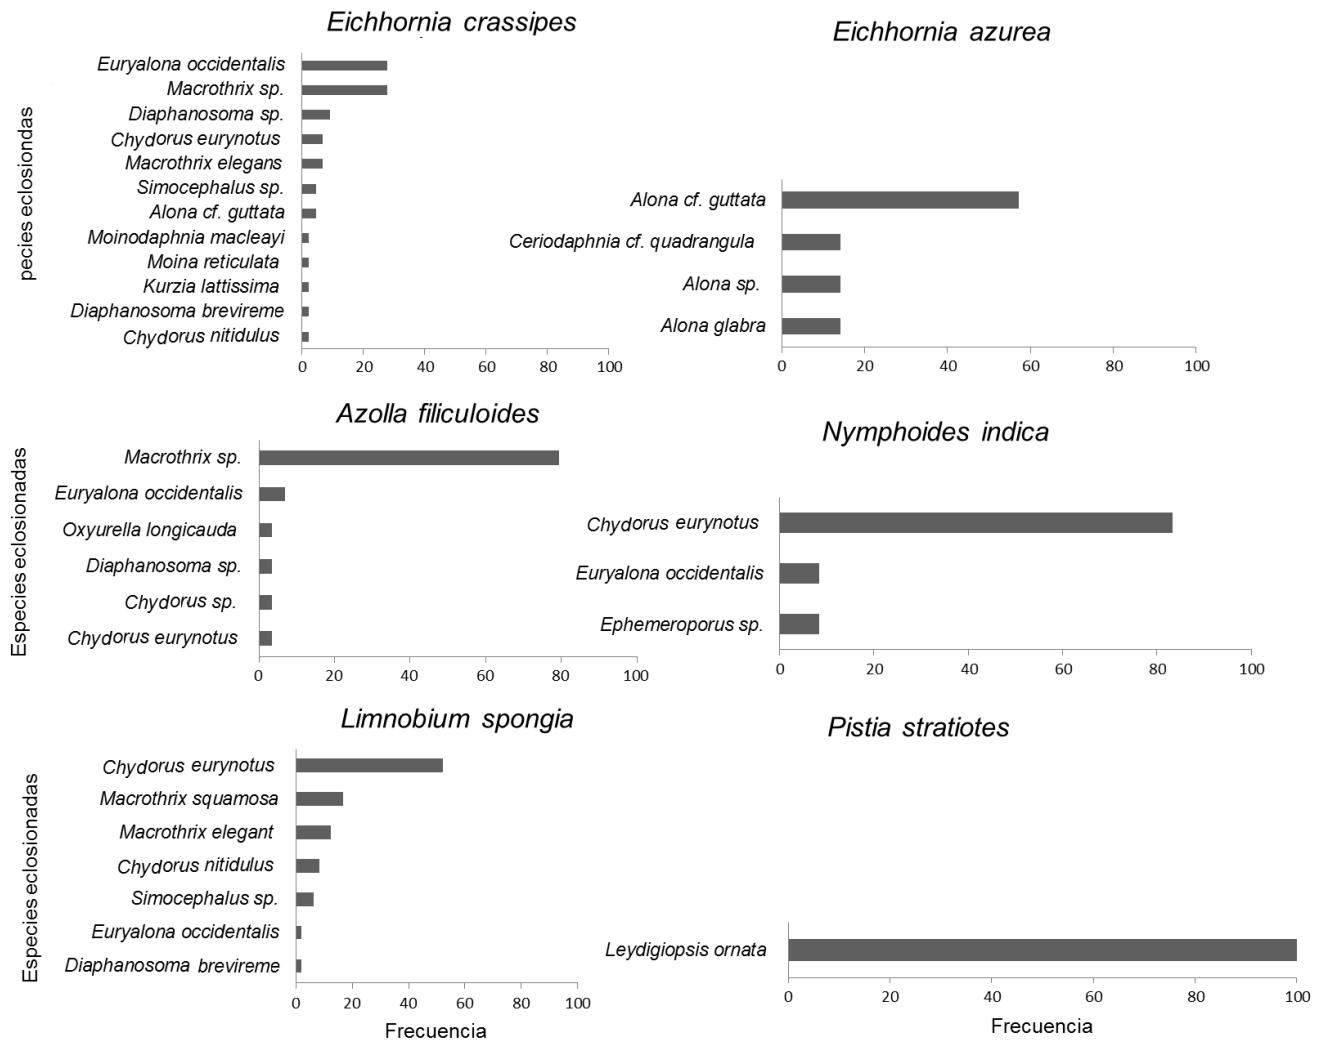 Eichhornia crassipes
pecies eclosiondas
Euryalona occidentalis
Macrothrix sp.
Diaphanosoma sp.
Chydorus eurynotus
Macrothrix elegans
Simocephalus sp.
Alona cf. guttata
Moinodaphnia macleayi
Moina reticulata
Kurzia lattissima
Diaphanosoma brevireme
Chydorus nitidulus
0 20 40 60 80 100
Eichhornia azurea
Alona cf. guttata
Ceriodaphnia cf. quadrangula
Alona sp.
Alona glabra
0 20 40 60 80 100
Azolla filiculoides
Especies eclosionadas
Macrothrix sp.
Euryalona occidentalis
Oxyurella longicauda
Diaphanosoma sp.
Chydorus sp.
Chydorus eurynotus
0 20 40 60 80 100
Nymphoides indica
Chydorus eurynotus
Euryalona occidentalis
Ephemeroporus sp.
0 20 40 60 80 100
Limnobium spongia
Especies eclosionadas
Chydorus eurynotus
Macrothrix squamosa
Macrothrix elegant
Chydorus nitidulus
Simocephalus sp.
Euryalona occidentalis
Diaphanosoma brevireme
0 20 40 60 80 100
Frecuencia
Pistia stratiotes
Leydigiopsis ornata
0 20 40 60 80 100
Frecuencia